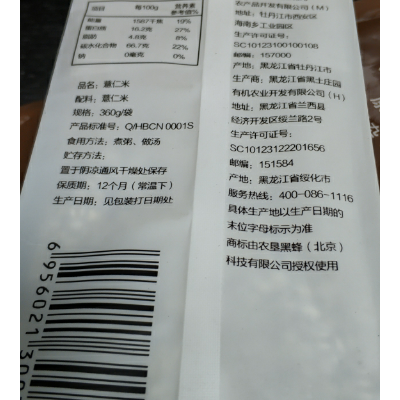 项目 每100g 营养素参考值%
能量 1567千焦 19%
蛋白质 16.2克 27%
脂肪 4.8克 8%
碳水化合物 66.7克 22%
钠 0毫克 0%
品名：薏仁米
配料：薏仁米
规格：360g/袋
产品标准号：Q/HBCN 0001S
食用方法：煮粥、做汤
贮存方法：
置于阴凉通风干燥处保存
保质期：12个月（常温下）
生产日期：见包装打日期处
6 956021 300
农产品开发有限公司（M）
地址：牡丹江市西安区
海南乡工业园区
生产许可证号：
SC10123100100108
邮编：157000
产地：黑龙江省牡丹江市
生产商：黑龙江省黑土庄园
有机农业开发有限公司（H）
地址：黑龙江省兰西县
经济开发区绥兰路2号
生产许可证号：
SC10123122201656
邮编：151584
产地：黑龙江省绥化市
服务热线：400-086-1116
具体生产地以生产日期的
末位字母标示为准
商标由农垦黑蜂（北京）
科技有限公司授权使用